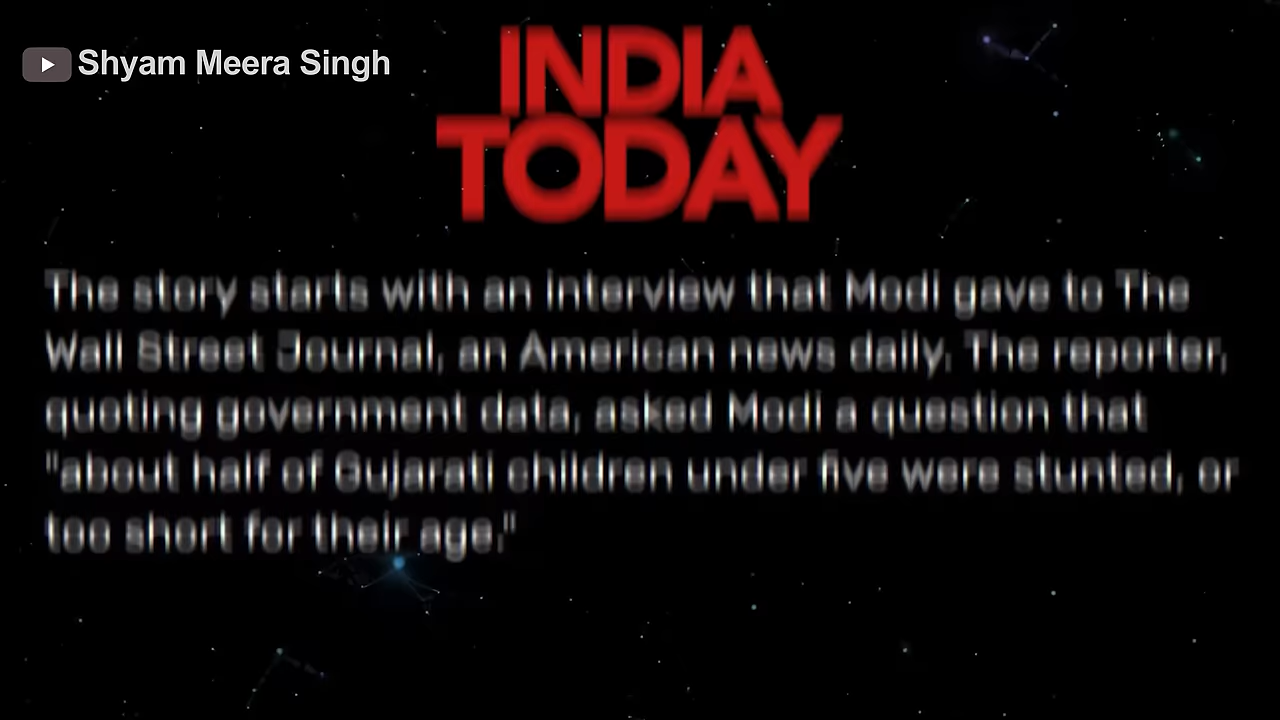 Shyam Meera Singh
INDIA
TODAY
The story starts with an interview that Modi gave to The
Wall Street Journal, an American news daily. The reporter,
quoting government data, asked Modi a question that
"about half of Gujarati children under five were stunted, or
too short for their age."